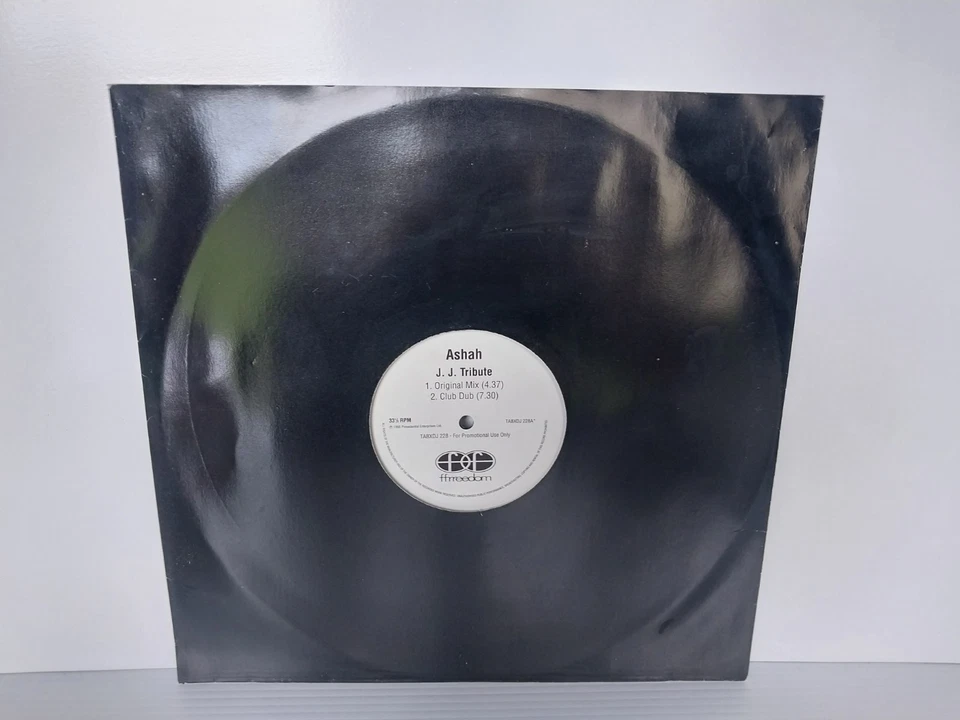 Ashah
J. J. Tribute
1. Original Mix (4.37)
2. Club Dub (7.30)
33⅓ RPM
TABXDJ 228A*
TABXDJ 228 - For Promotional Use Only
ffrreedom